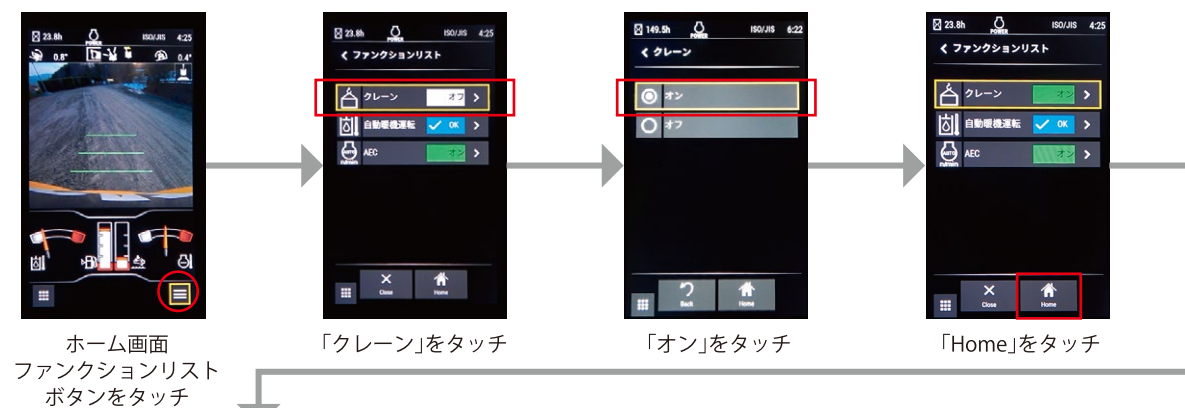 23.8h POWER ISO/JIS 4:25
0.8° 0.4°
ホーム画面
ファンクションリスト
ボタンをタッチ
23.8h POWER ISO/JIS 4:25
ファンクションリスト
クレーン オフ
自動暖機運転 OK
AEC オン
Close Home
「クレーン」をタッチ
149.5h POWER ISO/JIS 6:22
クレーン
オン
オフ
Back Home
「オン」をタッチ
23.8h POWER ISO/JIS 4:25
ファンクションリスト
クレーン オン
自動暖機運転 OK
AEC オン
Close Home
「Home」をタッチ